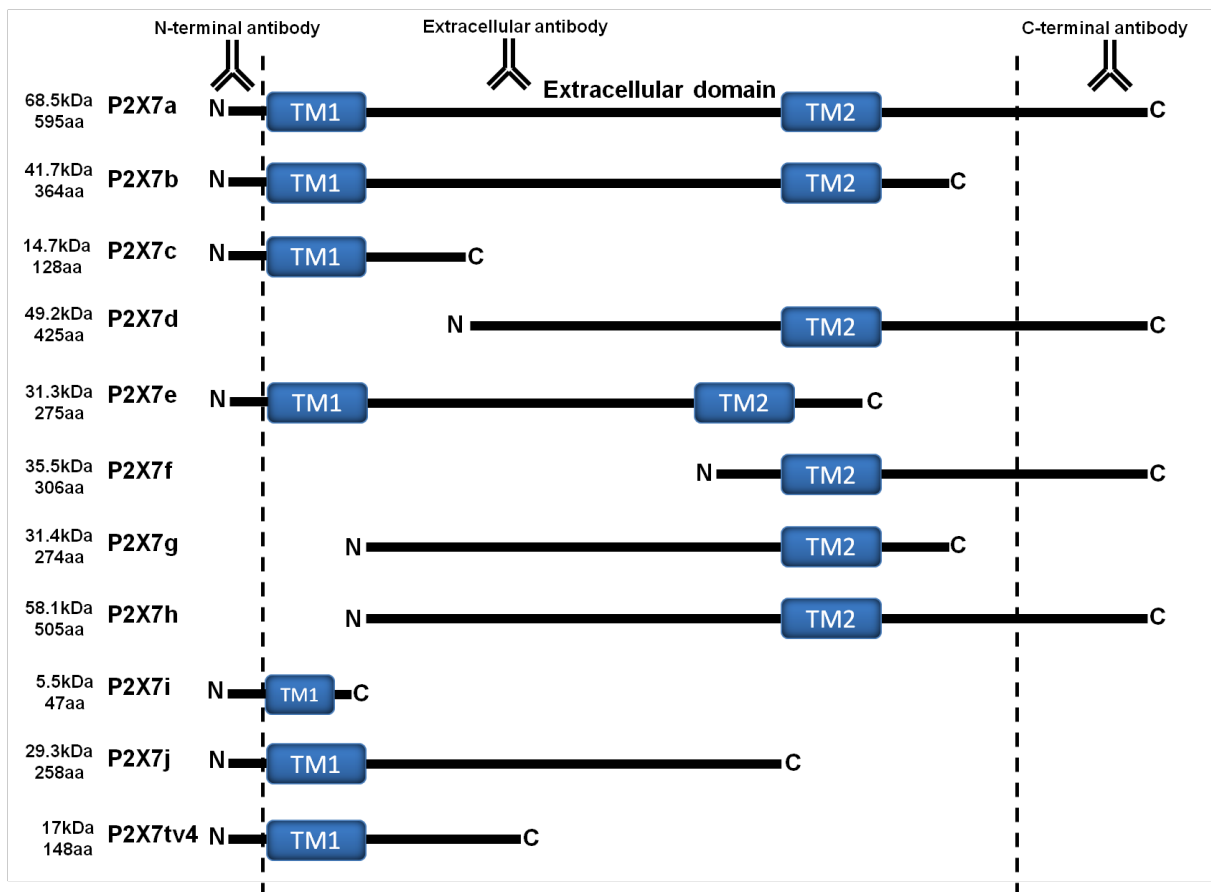 N-terminal antibody
Extracellular antibody
C-terminal antibody
Extracellular domain
68.5kDa
595aa
P2X7a
N
TM1
TM2
C
41.7kDa
364aa
P2X7b
N
TM1
TM2
C
14.7kDa
128aa
P2X7c
N
TM1
C
49.2kDa
425aa
P2X7d
N
TM2
C
31.3kDa
275aa
P2X7e
N
TM1
TM2
C
35.5kDa
306aa
P2X7f
N
TM2
C
31.4kDa
274aa
P2X7g
N
TM2
C
58.1kDa
505aa
P2X7h
N
TM2
C
5.5kDa
47aa
P2X7i
N
TM1
C
29.3kDa
258aa
P2X7j
N
TM1
C
17kDa
148aa
P2X7tv4
N
TM1
C